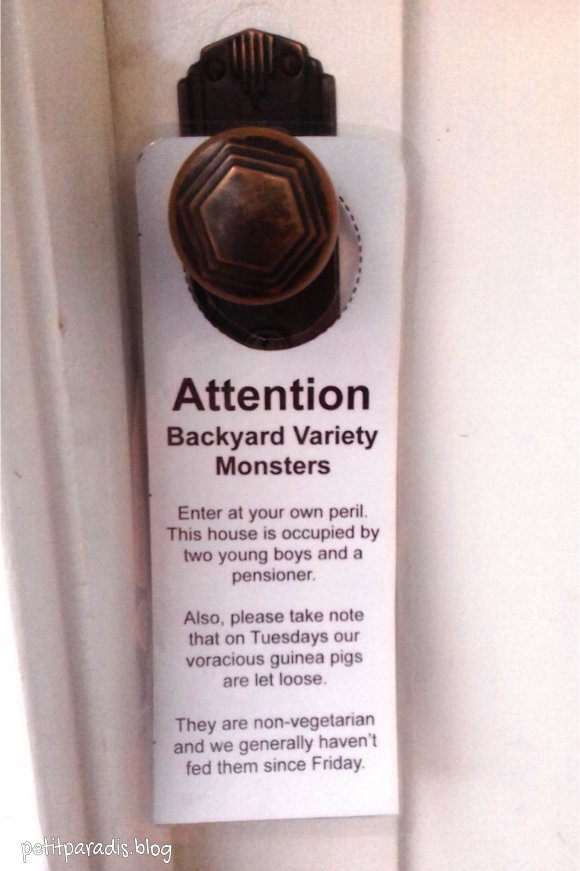 Attention
Backyard Variety
Monsters
Enter at your own peril.
This house is occupied by
two young boys and a
pensioner.
Also, please take note
that on Tuesdays our
voracious guinea pigs
are let loose.
They are non-vegetarian
and we generally haven't
fed them since Friday.
petitparadis.blog